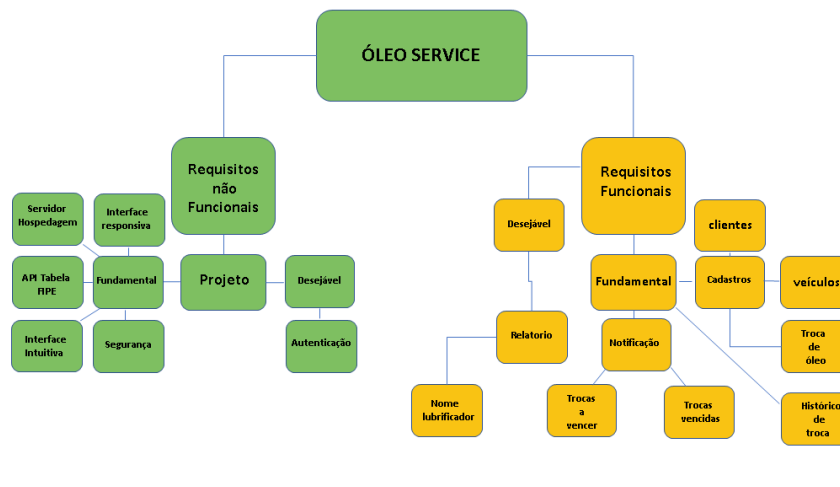 ÓLEO SERVICE
Requisitos
não
Funcionais
Requisitos
Funcionais
Servidor
Hospedagem
Interface
responsiva
Desejável
clientes
API Tabela
FIPE
Fundamental
Projeto
Desejável
Fundamental
Cadastros
veículos
Interface
Intuitiva
Segurança
Autenticação
Relatorio
Notificação
Troca
de
óleo
Nome
lubrificador
Trocas
a
vencer
Trocas
vencidas
Histórico
de
troca